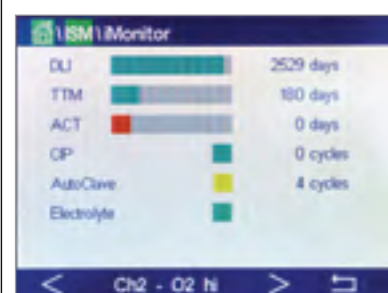 \ISM\iMonitor
DLI 2529 days
TTM 180 days
ACT 0 days
CIP 0 cycles
AutoClave 4 cycles
Electrolyte
< Ch2 - O2 hi >